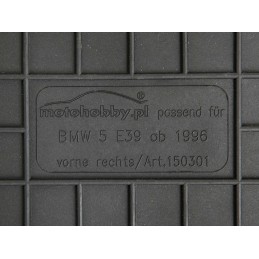 motohobby.pl passend für
BMW 5 E39 ab 1996
vorne rechts/Art.150301